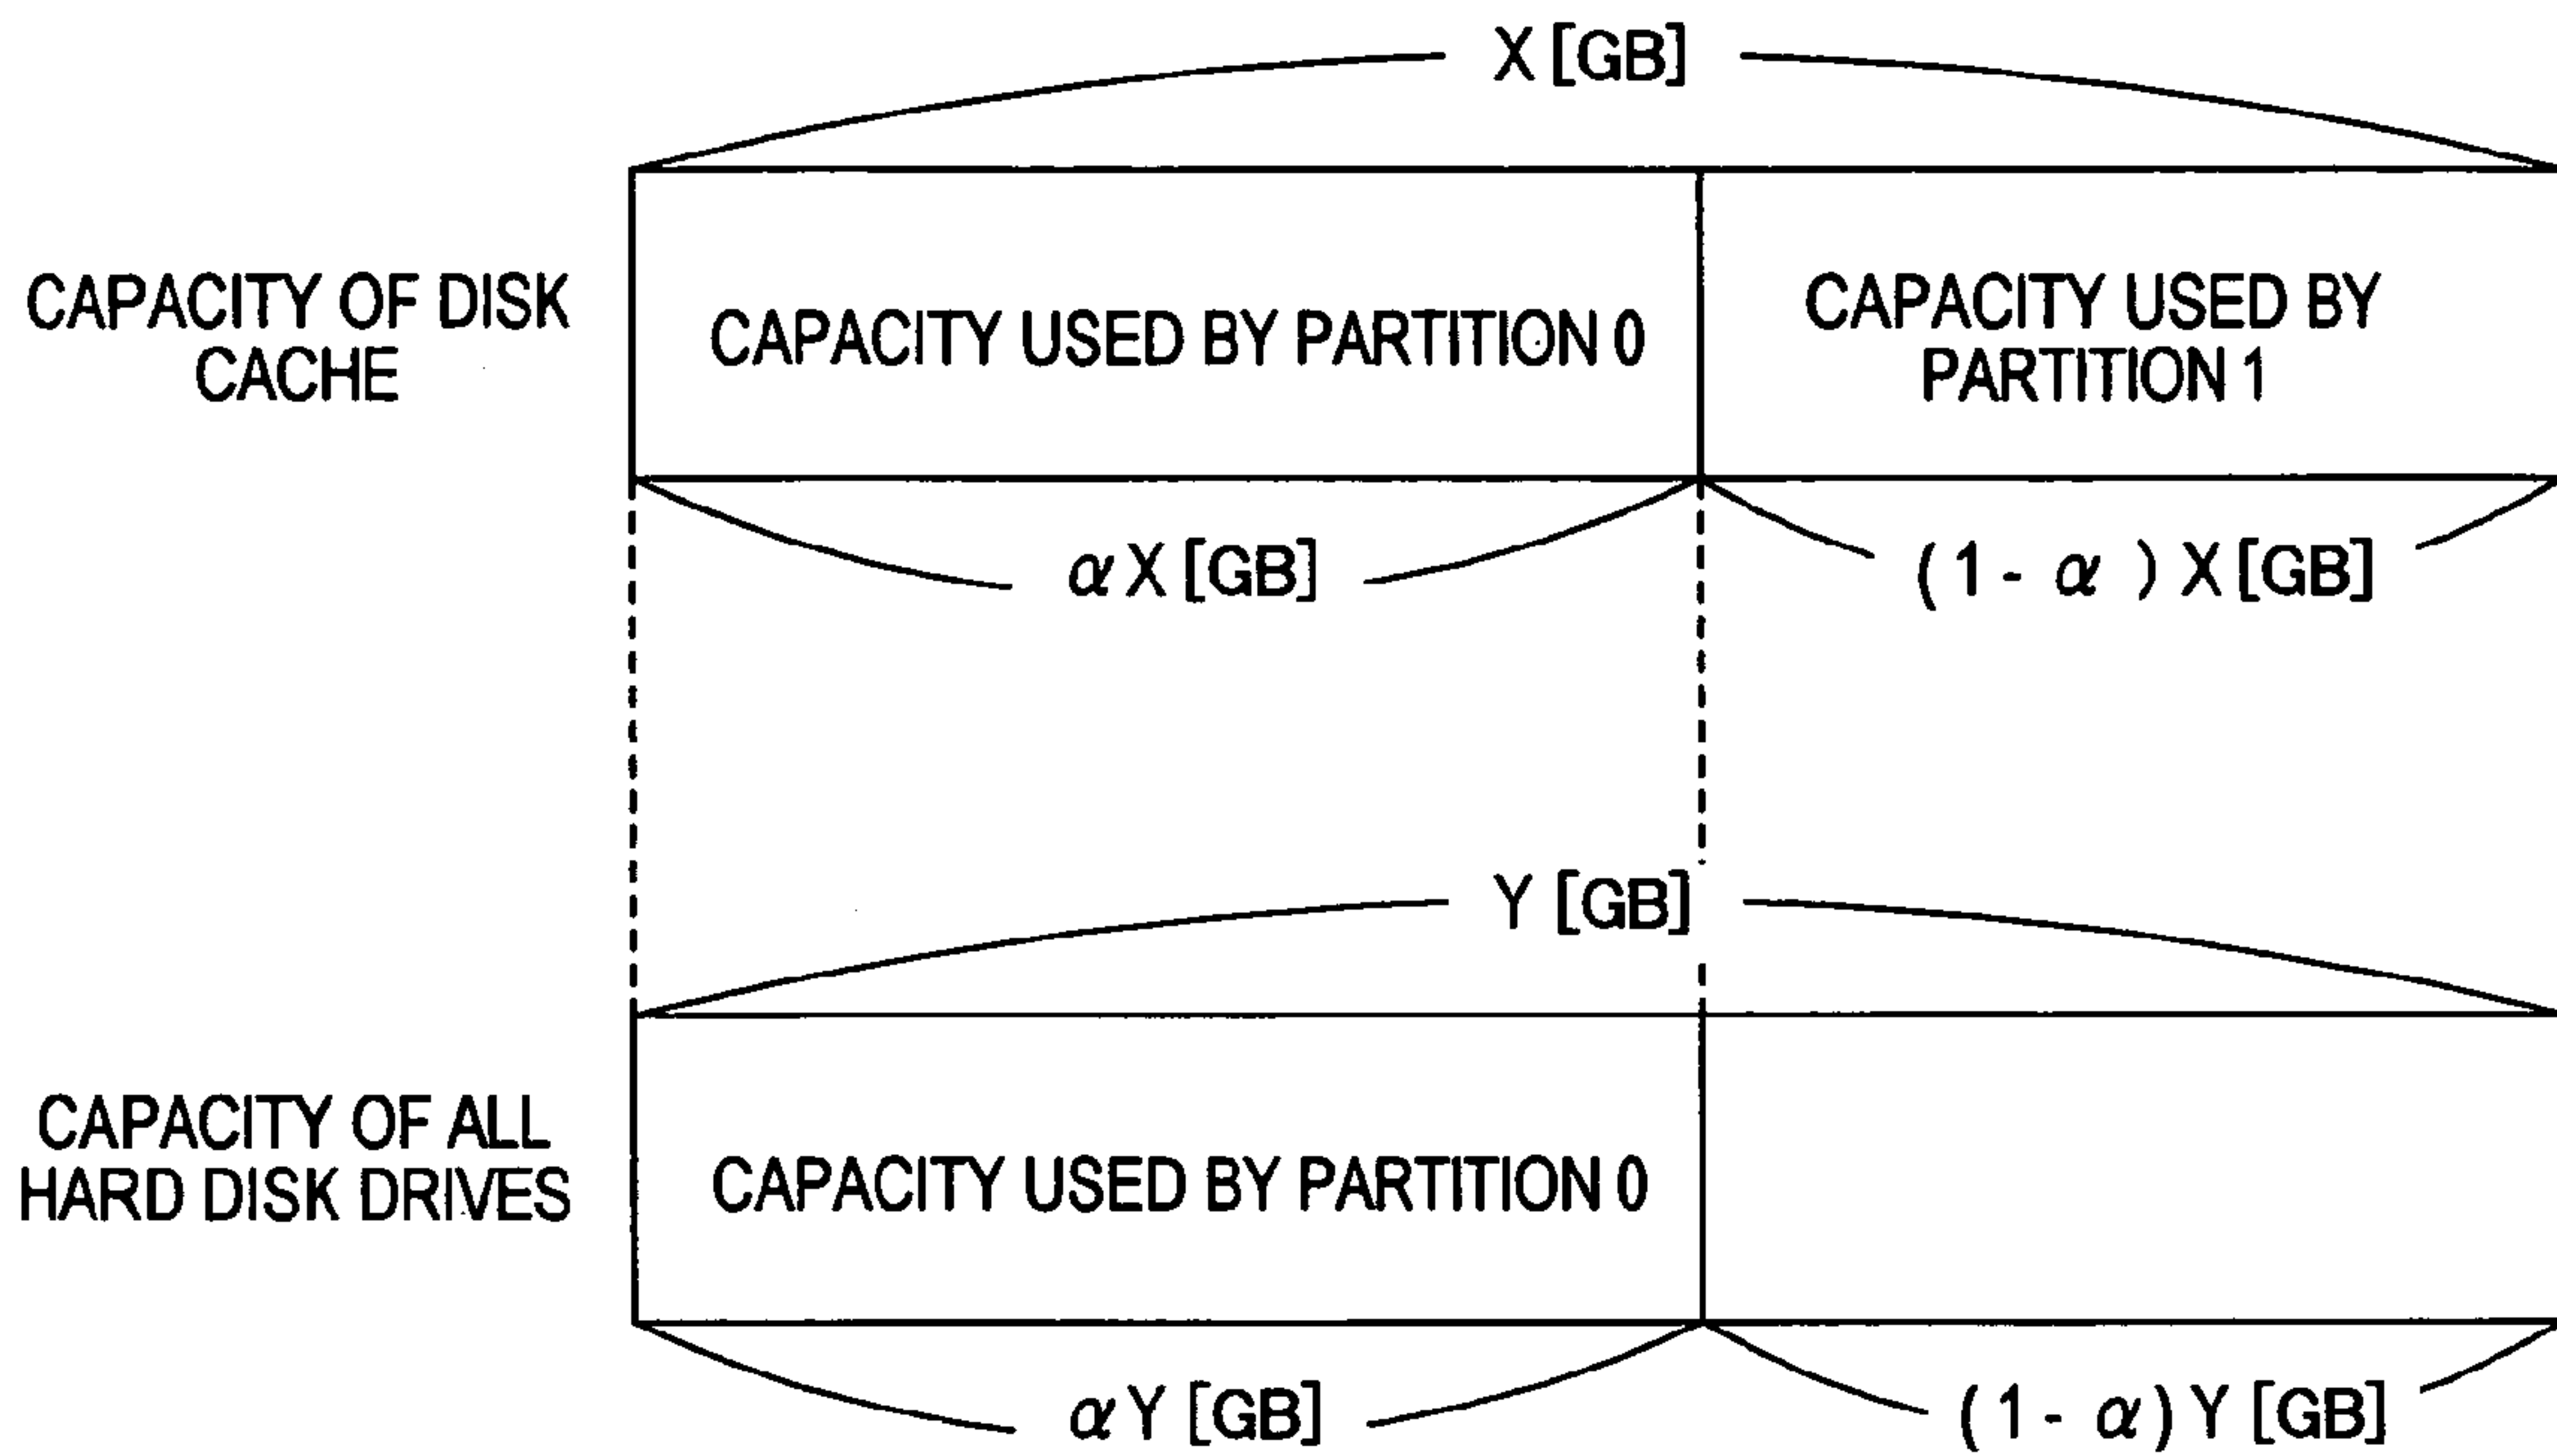 X [GB]
CAPACITY OF DISK
CACHE
CAPACITY USED BY PARTITION 0
CAPACITY USED BY
PARTITION 1
αX [GB]
(1 - α) X [GB]
Y [GB]
CAPACITY OF ALL
HARD DISK DRIVES
CAPACITY USED BY PARTITION 0
αY [GB]
(1 - α) Y [GB]